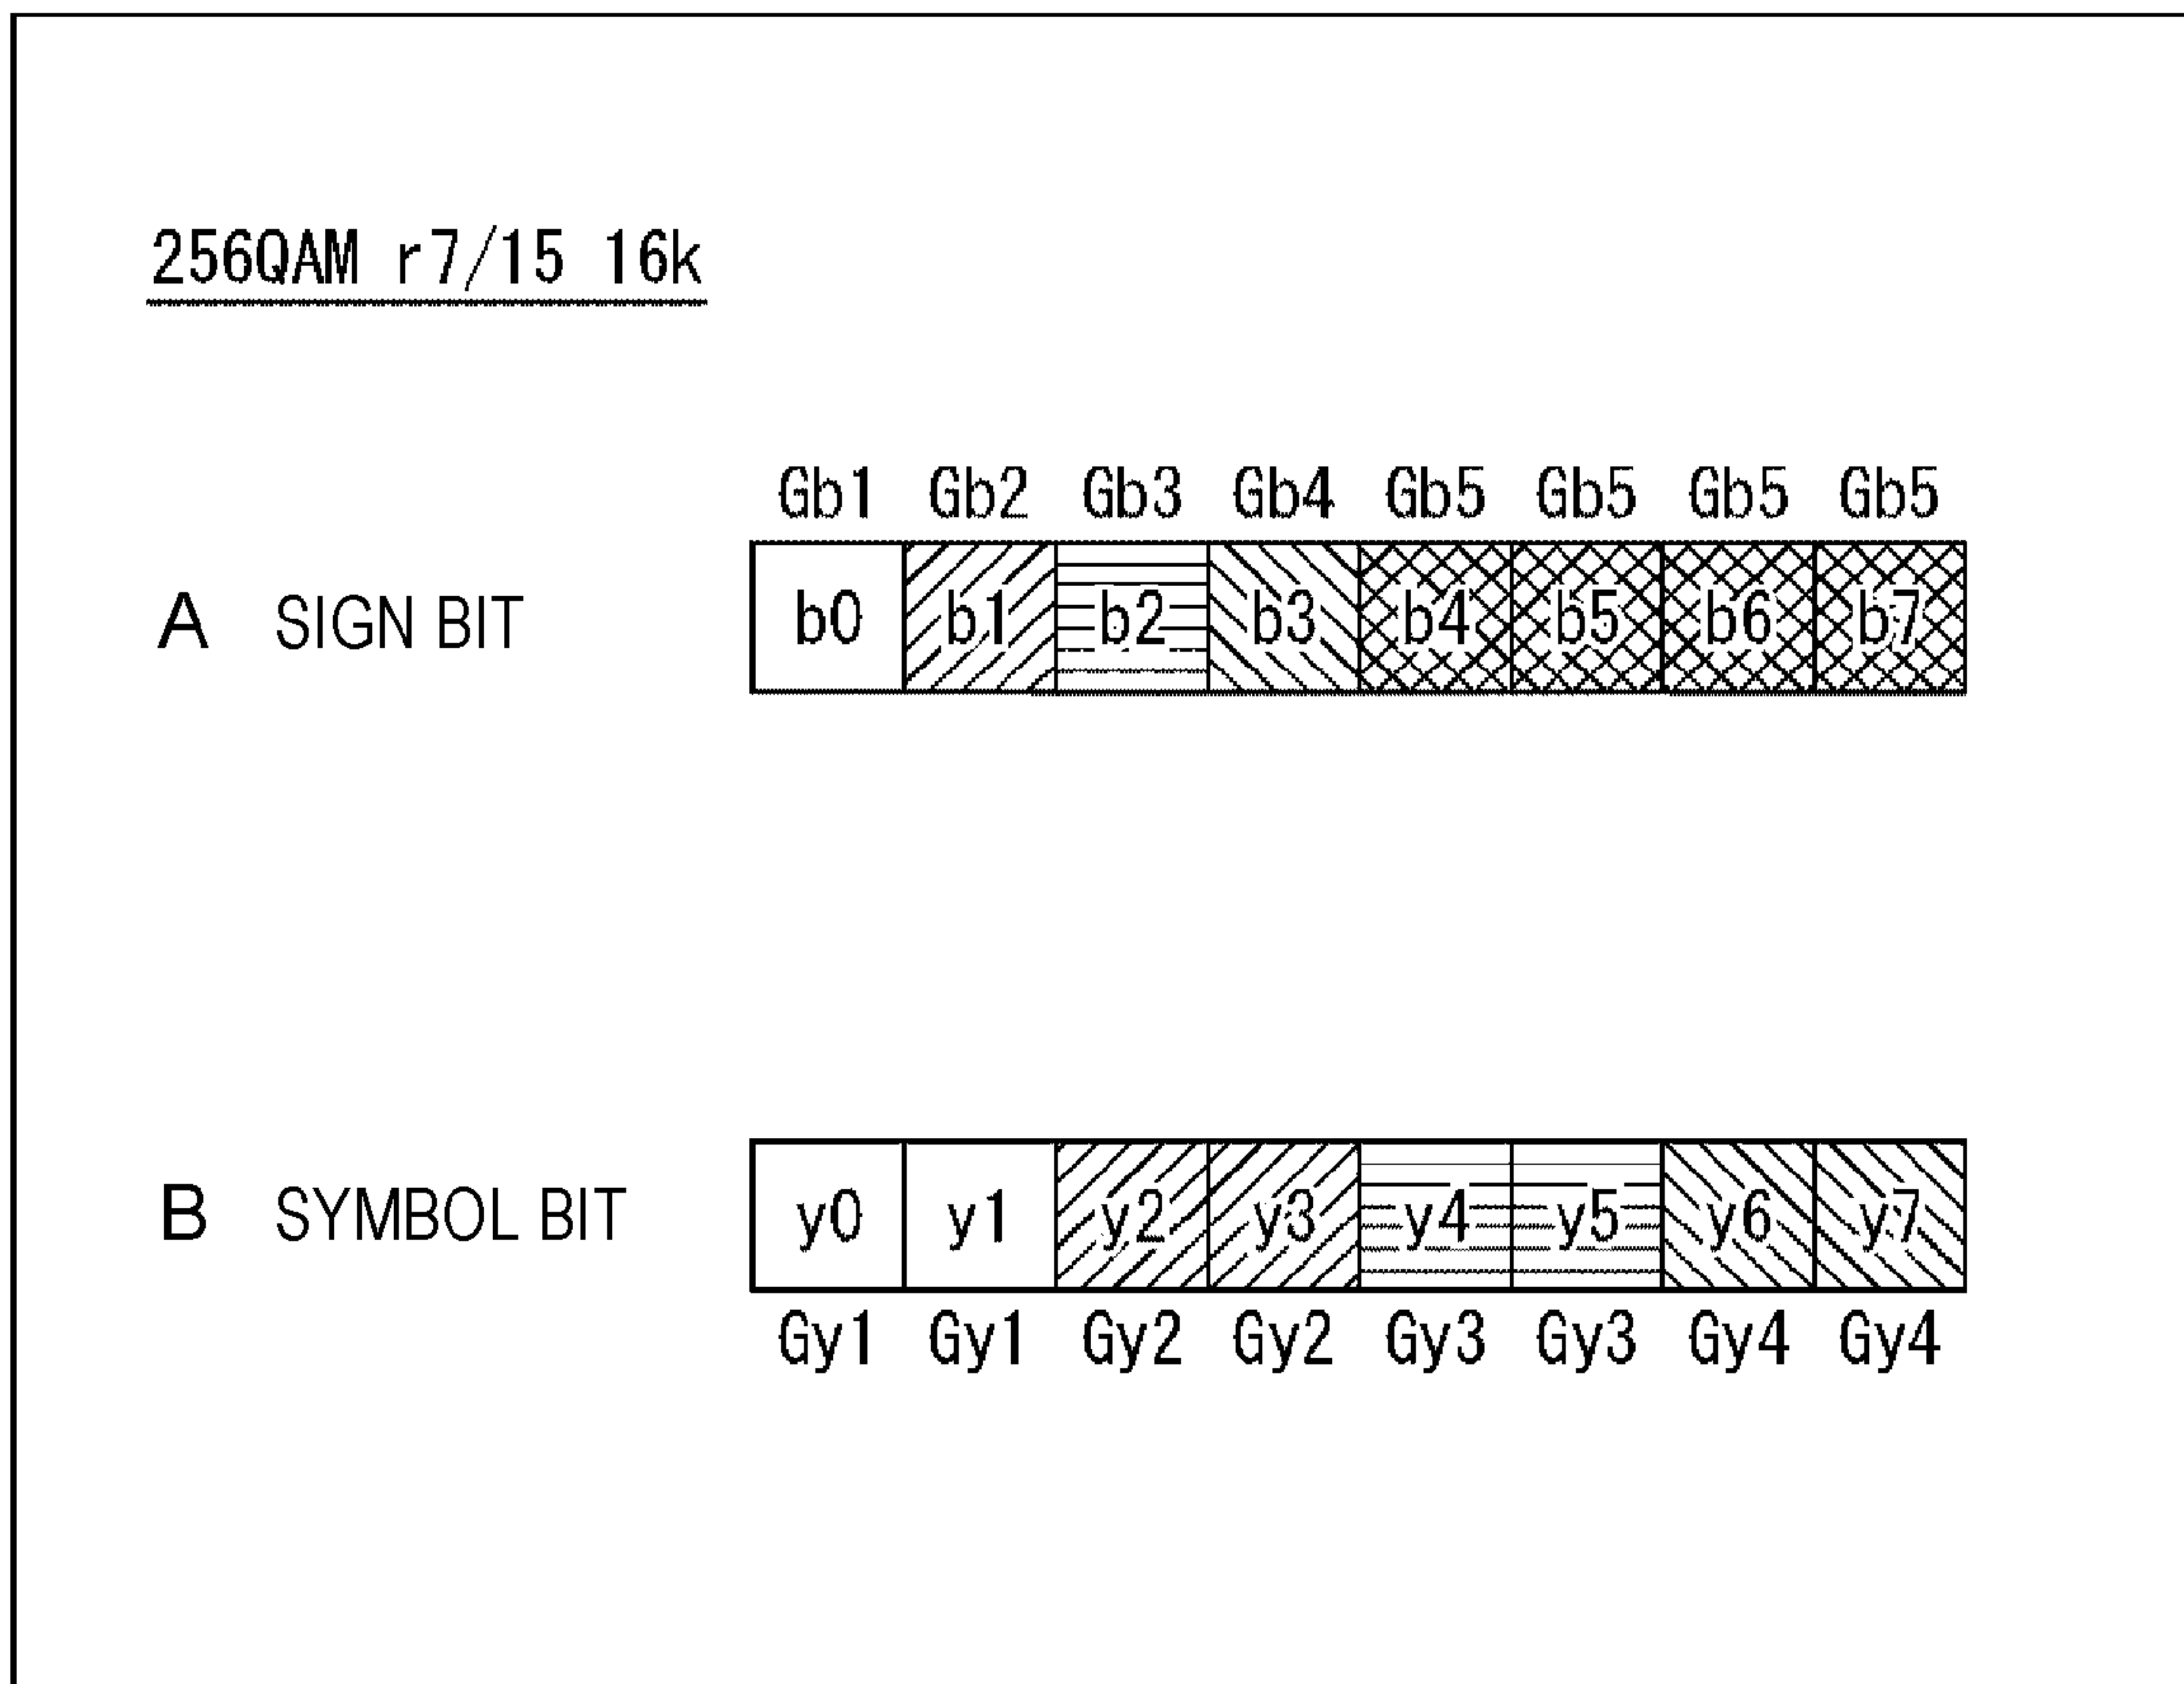 256QAM r7/15 16k
Gb1 Gb2 Gb3 Gb4 Gb5 Gb5 Gb5 Gb5
A SIGN BIT b0 b1 b2 b3 b4 b5 b6 b7
B SYMBOL BIT y0 y1 y2 y3 y4 y5 y6 y7
Gy1 Gy1 Gy2 Gy2 Gy3 Gy3 Gy4 Gy4